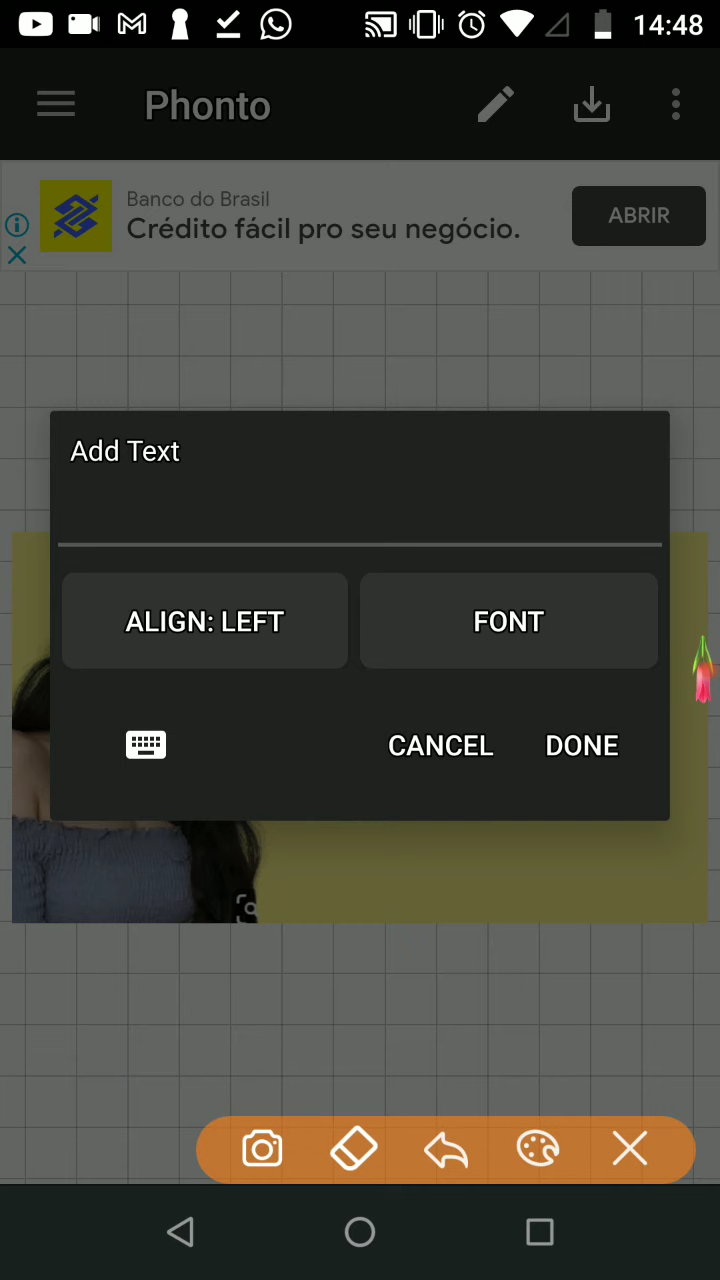 14:48
Phonto
Banco do Brasil
Crédito fácil pro seu negócio.
ABRIR
Add Text
ALIGN: LEFT
FONT
CANCEL
DONE